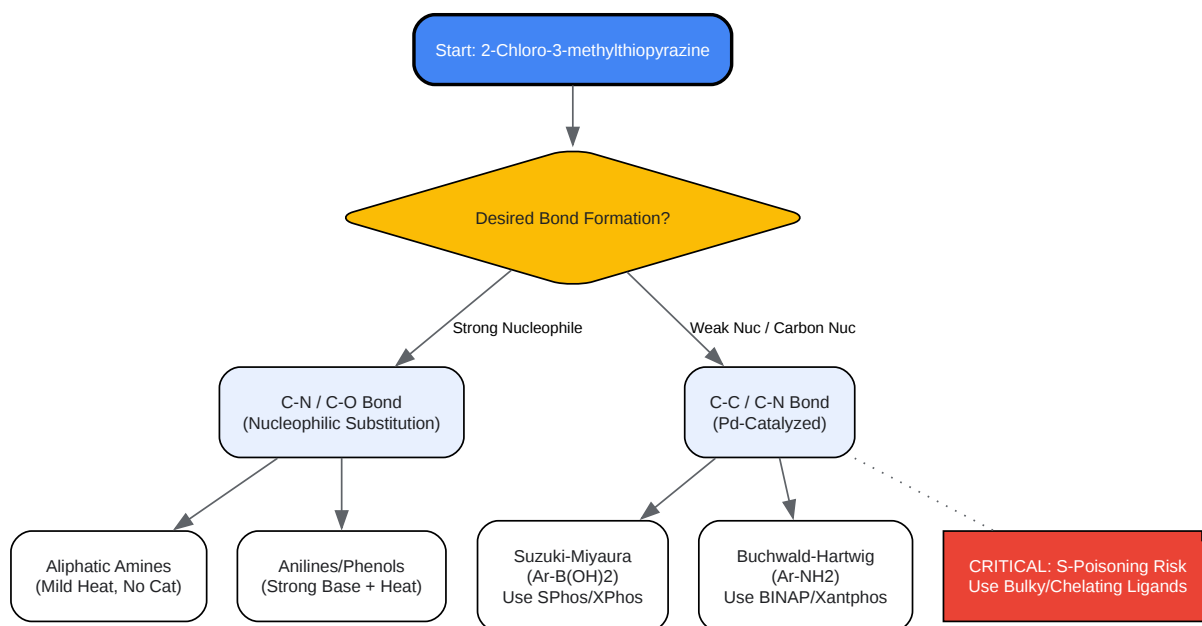 Start: 2-Chloro-3-methylthiopyrazine
Desired Bond Formation?
Strong Nucleophile
Weak Nuc / Carbon Nuc
C-N / C-O Bond
(Nucleophilic Substitution)
C-C / C-N Bond
(Pd-Catalyzed)
Aliphatic Amines
(Mild Heat, No Cat)
Anilines/Phenols
(Strong Base + Heat)
Suzuki-Miyaura
(Ar-B(OH)2)
Use SPhos/XPhos
Buchwald-Hartwig
(Ar-NH2)
Use BINAP/Xantphos
CRITICAL: S-Poisoning Risk
Use Bulky/Chelating Ligands